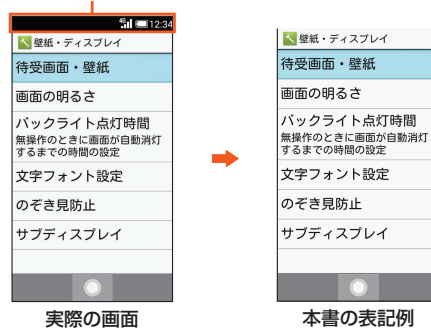 4G 12:34
壁紙・ディスプレイ
待受画面・壁紙
画面の明るさ
バックライト点灯時間
無操作のときに画面が自動消灯
するまでの時間の設定
文字フォント設定
のぞき見防止
サブディスプレイ
実際の画面
壁紙・ディスプレイ
待受画面・壁紙
画面の明るさ
バックライト点灯時間
無操作のときに画面が自動消灯
するまでの時間の設定
文字フォント設定
のぞき見防止
サブディスプレイ
本書の表記例